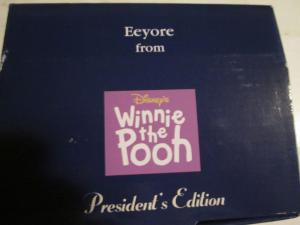 Eeyore
from
Disney's
Winnie
the
Pooh
President's Edition